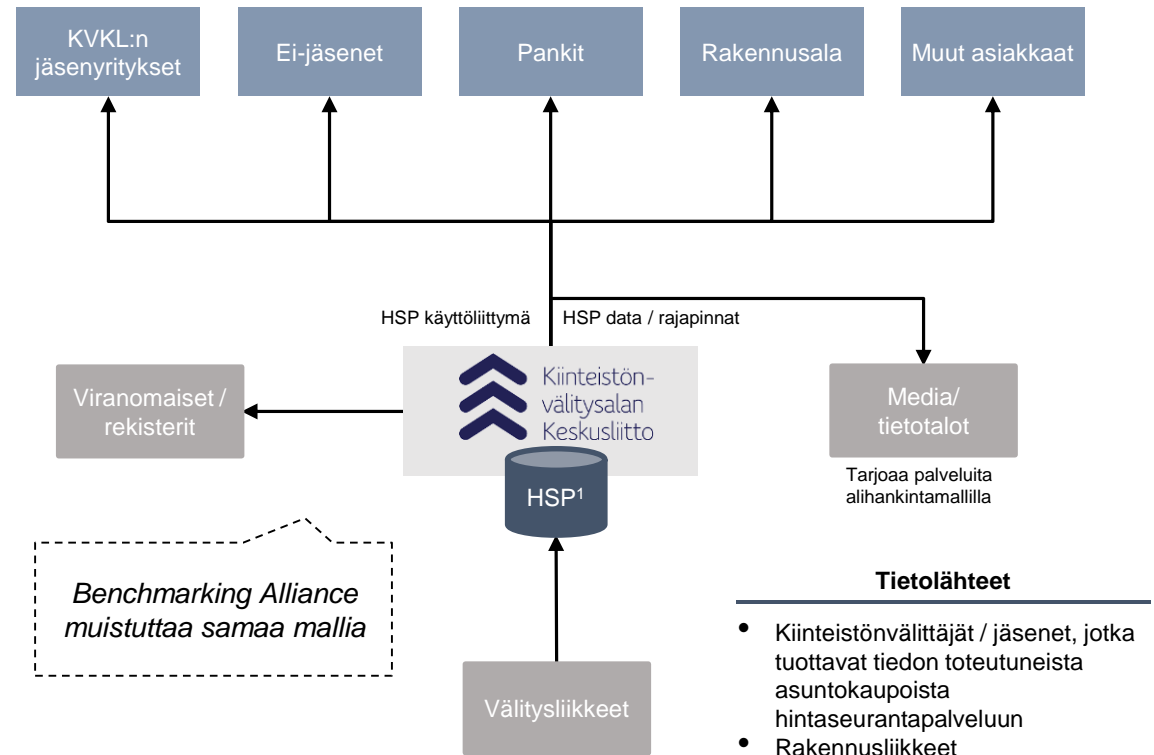 KVKL:n
jäsenyritykset
Ei-jäsenet
Pankit
Rakennusala
Muut asiakkaat
HSP käyttöliittymä
HSP data / rajapinnat
Viranomaiset /
rekisterit
Kiinteistön-
välitysalan
Keskusliitto
HSP¹
Media/
tietotalot
Tarjoaa palveluita
alihankintamallilla
Benchmarking Alliance
muistuttaa samaa mallia
Välitysliikkeet
Tietolähteet
• Kiinteistönvälittäjät / jäsenet, jotka
tuottavat tiedon toteutuneista
asuntokaupoista
hintaseurantapalveluun
• Rakennusliikkeet